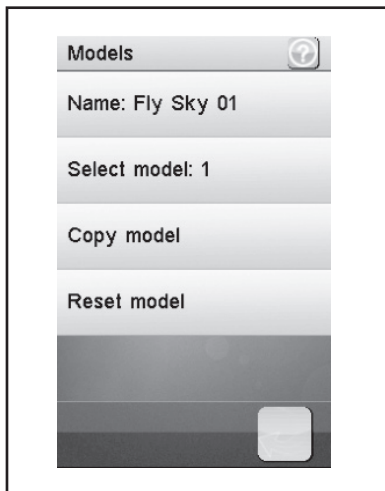 Models
?
Name: Fly Sky 01
Select model: 1
Copy model
Reset model